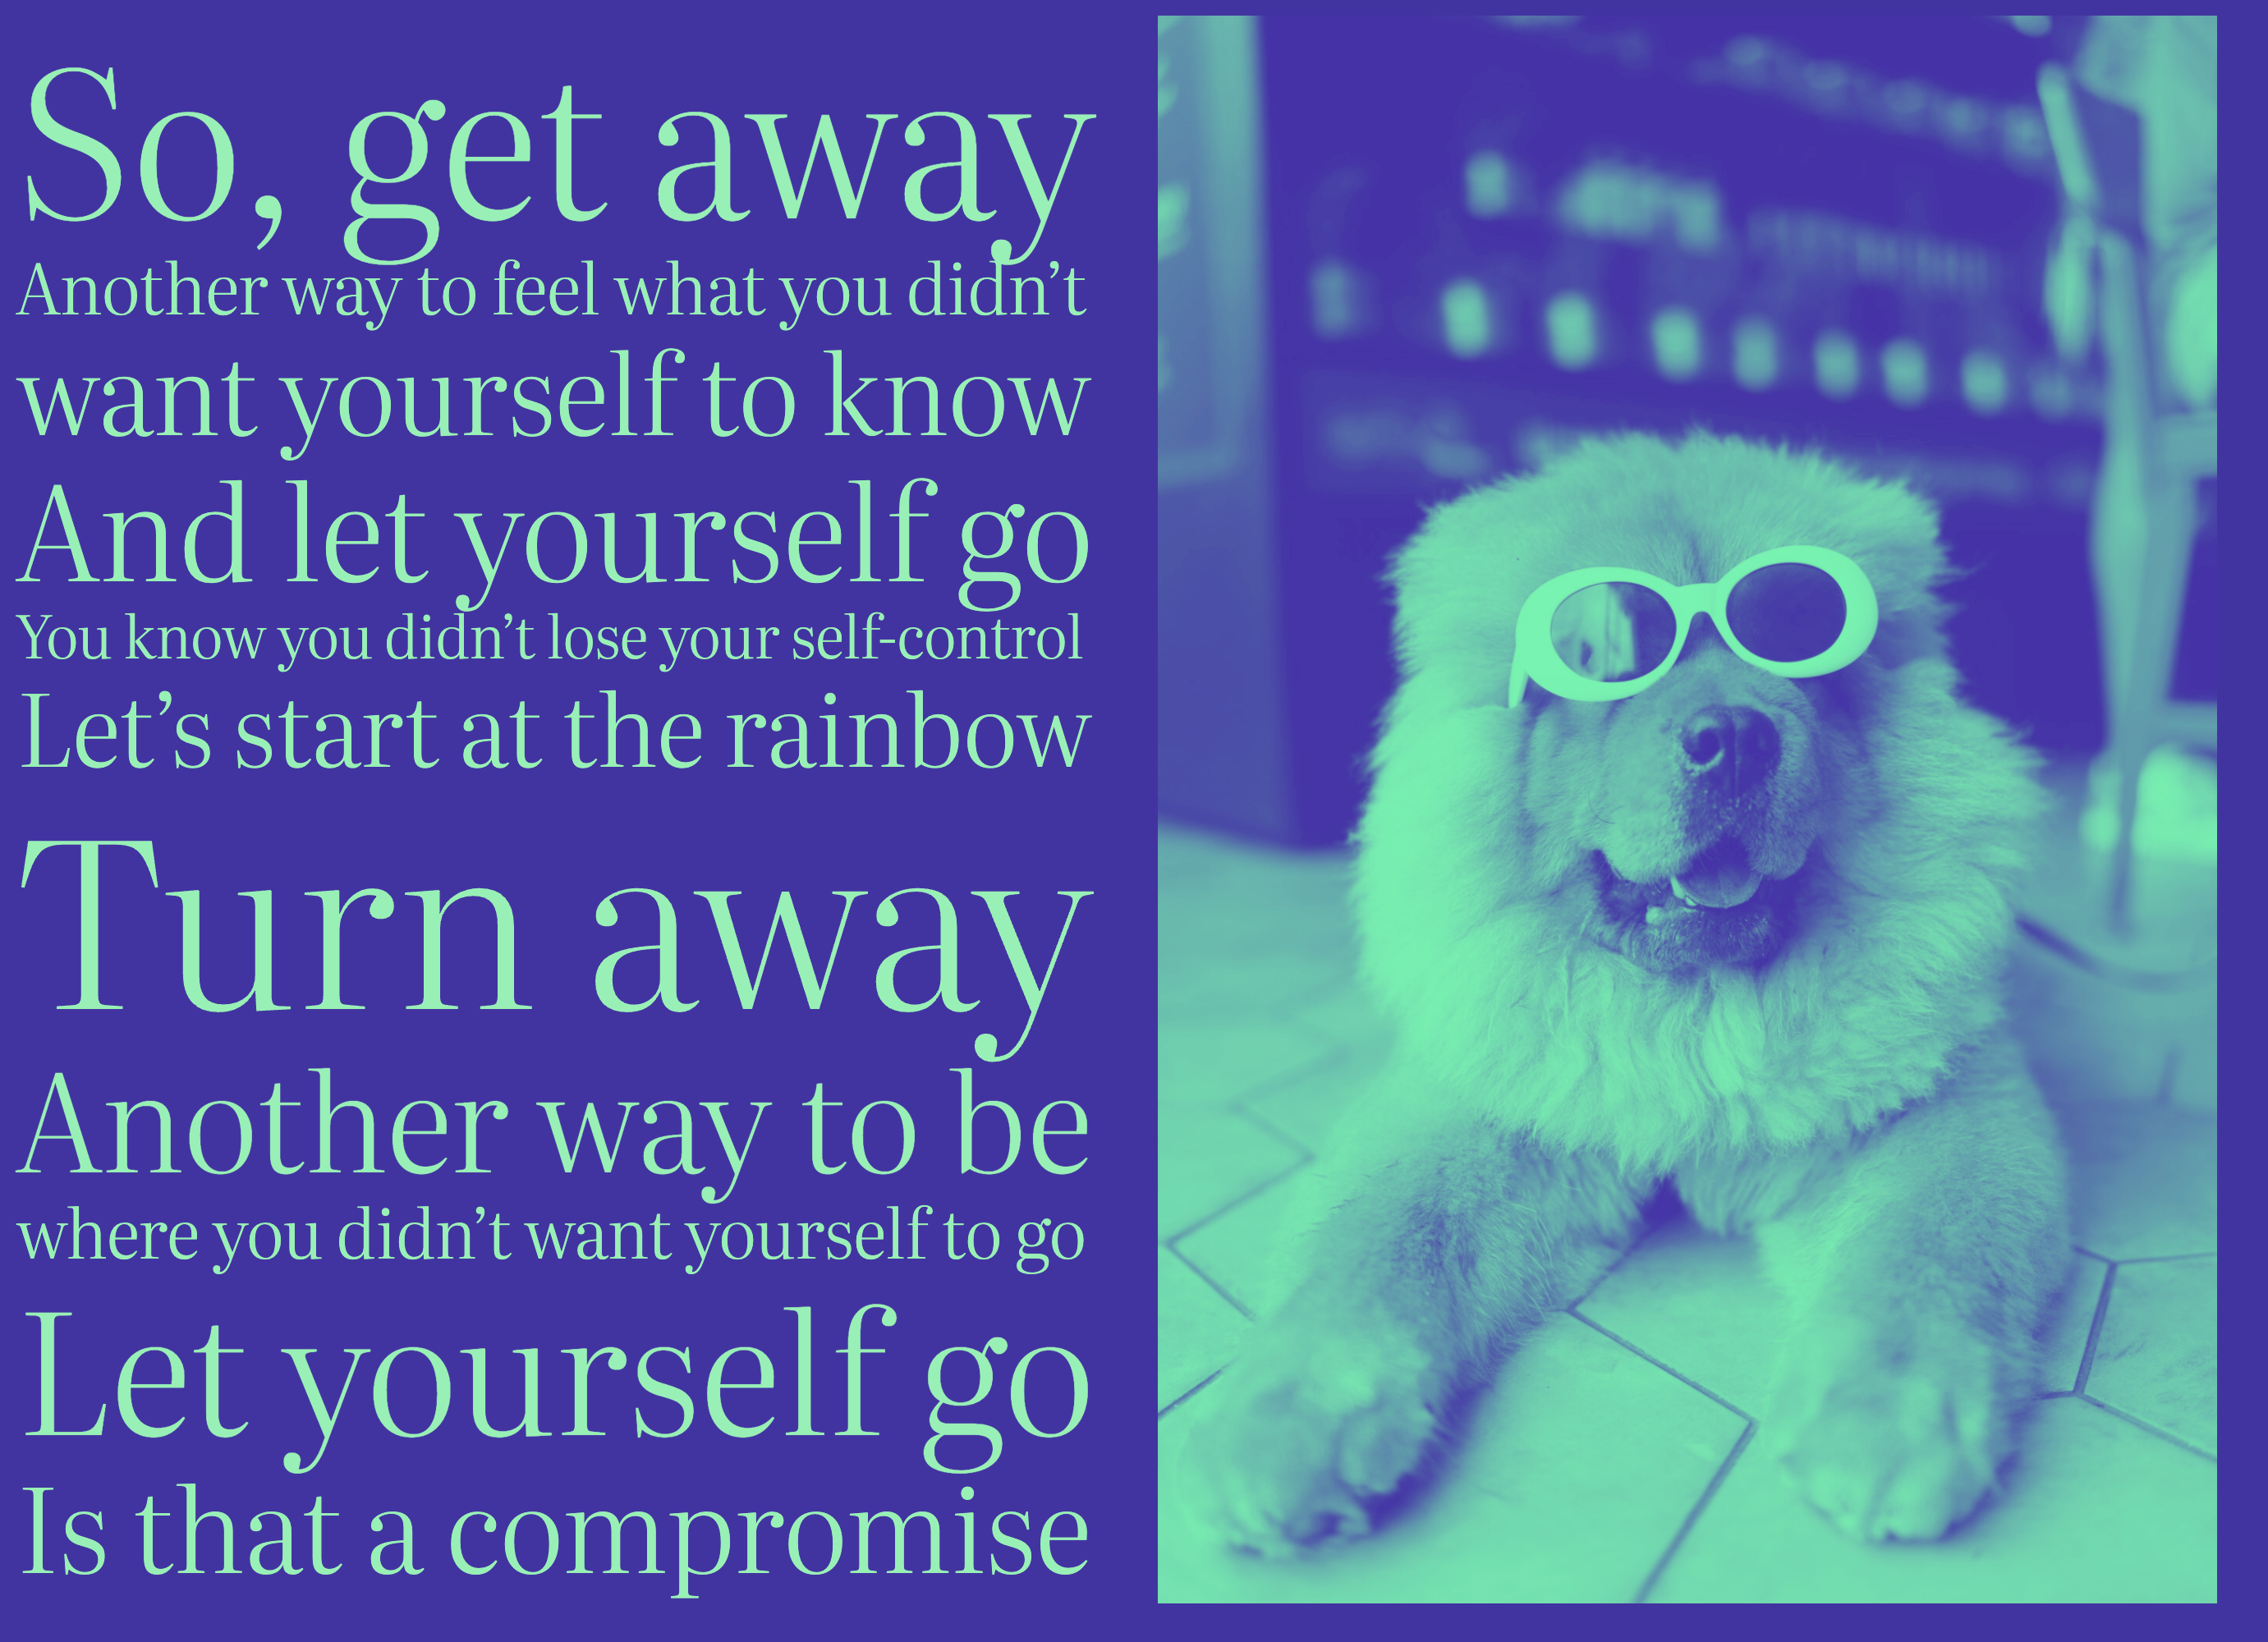 So, get away
Another way to feel what you didn’t
want yourself to know
And let yourself go
You know you didn’t lose your self-control
Let’s start at the rainbow
Turn away
Another way to be
where you didn’t want yourself to go
Let yourself go
Is that a compromise